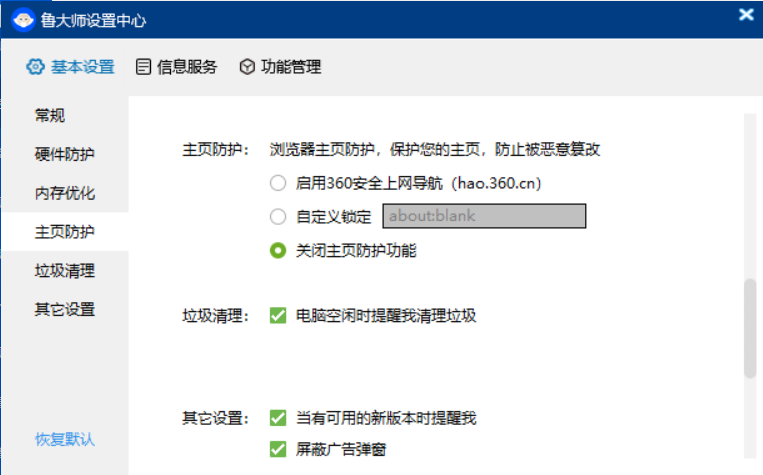 鲁大师设置中心
基本设置 信息服务 功能管理
常规
硬件防护
内存优化
主页防护
垃圾清理
其它设置
恢复默认
主页防护： 浏览器主页防护，保护您的主页，防止被恶意篡改
启用360安全上网导航（hao.360.cn）
自定义锁定 about:blank
关闭主页防护功能
垃圾清理： 电脑空闲时提醒我清理垃圾
其它设置： 当有可用的新版本时提醒我
屏蔽广告弹窗